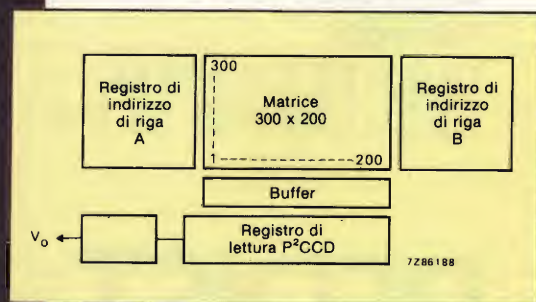 Registro di
indirizzo
di riga
A
300
Matrice
300 x 200
1 200
Registro di
indirizzo
di riga
B
Buffer
Vo
Registro di
lettura P²CCD
7Z86188